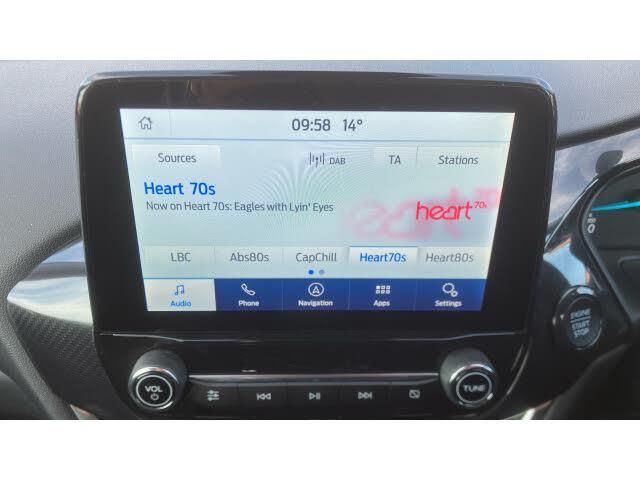 09:58 14°
Sources DAB TA Stations
Heart 70s
Now on Heart 70s: Eagles with Lyin' Eyes
heart 70s
LBC Abs80s CapChill Heart70s Heart80s
Audio Phone Navigation Apps Settings
ENGINE
START
STOP
VOL
TUNE
0